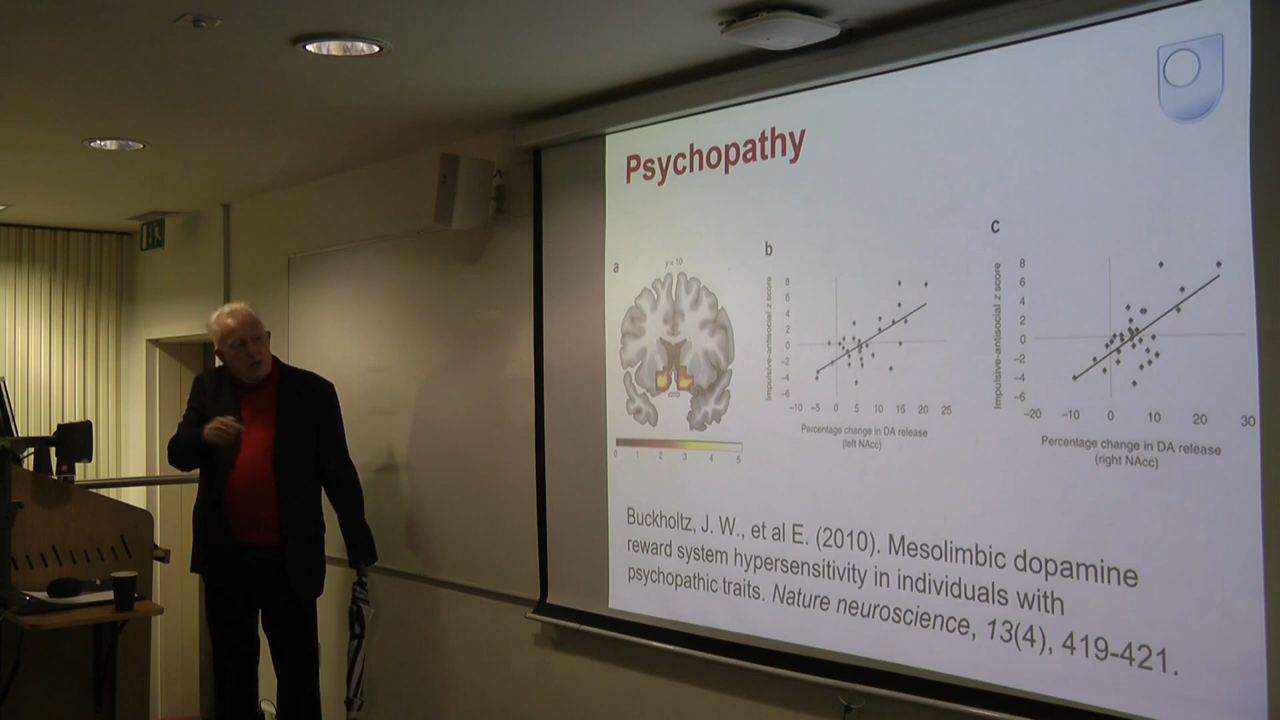 Psychopathy
a
y = 10
0 1 2 3 4 5
b
Impulsive-antisocial z score
8
6
4
2
0
−2
−4
−6
−10 −5 0 5 10 15 20 25
Percentage change in DA release
(left NAcc)
c
Impulsive-antisocial z score
8
6
4
2
0
−2
−4
−6
−20 −10 0 10 20 30
Percentage change in DA release
(right NAcc)
Buckholtz, J. W., et al E. (2010). Mesolimbic dopamine
reward system hypersensitivity in individuals with
psychopathic traits. Nature neuroscience, 13(4), 419-421.